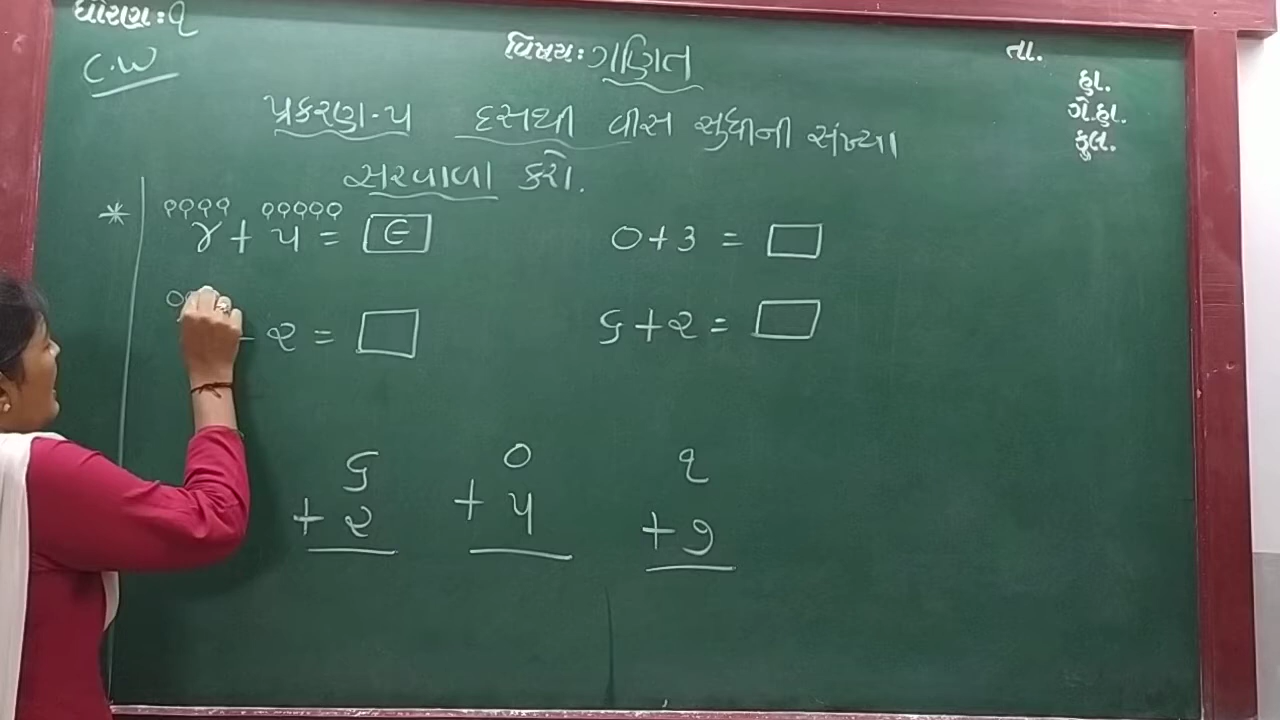 ધોરણ: ૧ વિષય: ગણિત તા.
C.W હા.
ગે.હા.
કુલ.
પ્રકરણ-૫ દસથી વીસ સુધીની સંખ્યા
સરવાળા કરો.
* ૪ + ૫ = ૯ ૦ + ૩ =
૨ = ૬ + ૨ =
૬ ૦ ૧
+ ૨ + ૫ + ૭